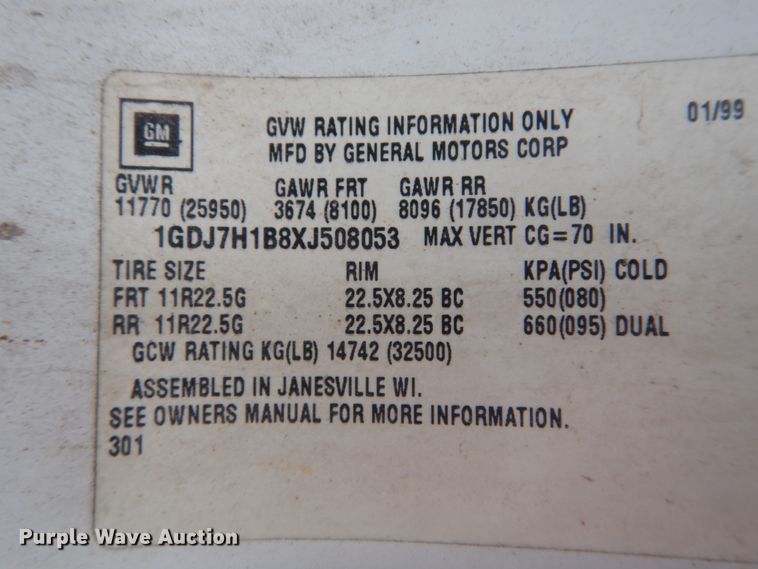 GM
GVW RATING INFORMATION ONLY 01/99
MFD BY GENERAL MOTORS CORP
GVWR GAWR FRT GAWR RR
11770 (25950) 3674 (8100) 8096 (17850) KG(LB)
1GDJ7H1B8XJ508053 MAX VERT CG=70 IN.
TIRE SIZE RIM KPA(PSI) COLD
FRT 11R22.5G 22.5X8.25 BC 550(080)
RR 11R22.5G 22.5X8.25 BC 660(095) DUAL
GCW RATING KG(LB) 14742 (32500)
ASSEMBLED IN JANESVILLE WI.
SEE OWNERS MANUAL FOR MORE INFORMATION.
301
Purple Wave Auction